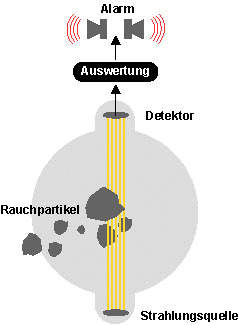 Alarm
Auswertung
Detektor
Rauchpartikel
Strahlungsquelle